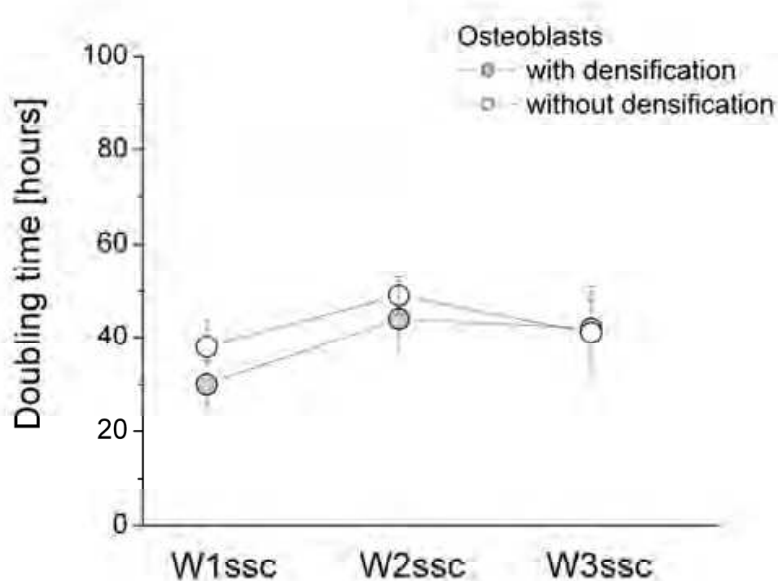 Osteoblasts
with densification
without densification
Doubling time [hours]
100
80
60
40
20
0
W1ssc W2ssc W3ssc